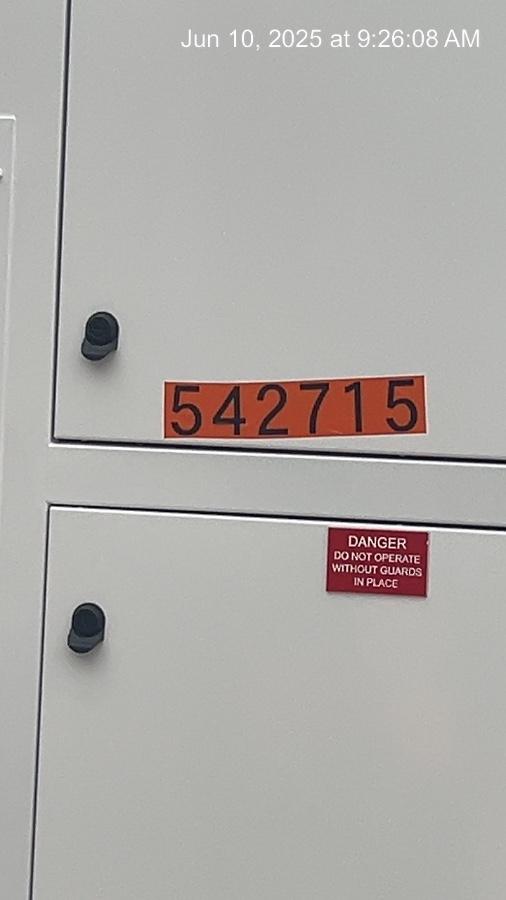 Jun 10, 2025 at 9:26:08 AM
542715
DANGER
DO NOT OPERATE
WITHOUT GUARDS
IN PLACE